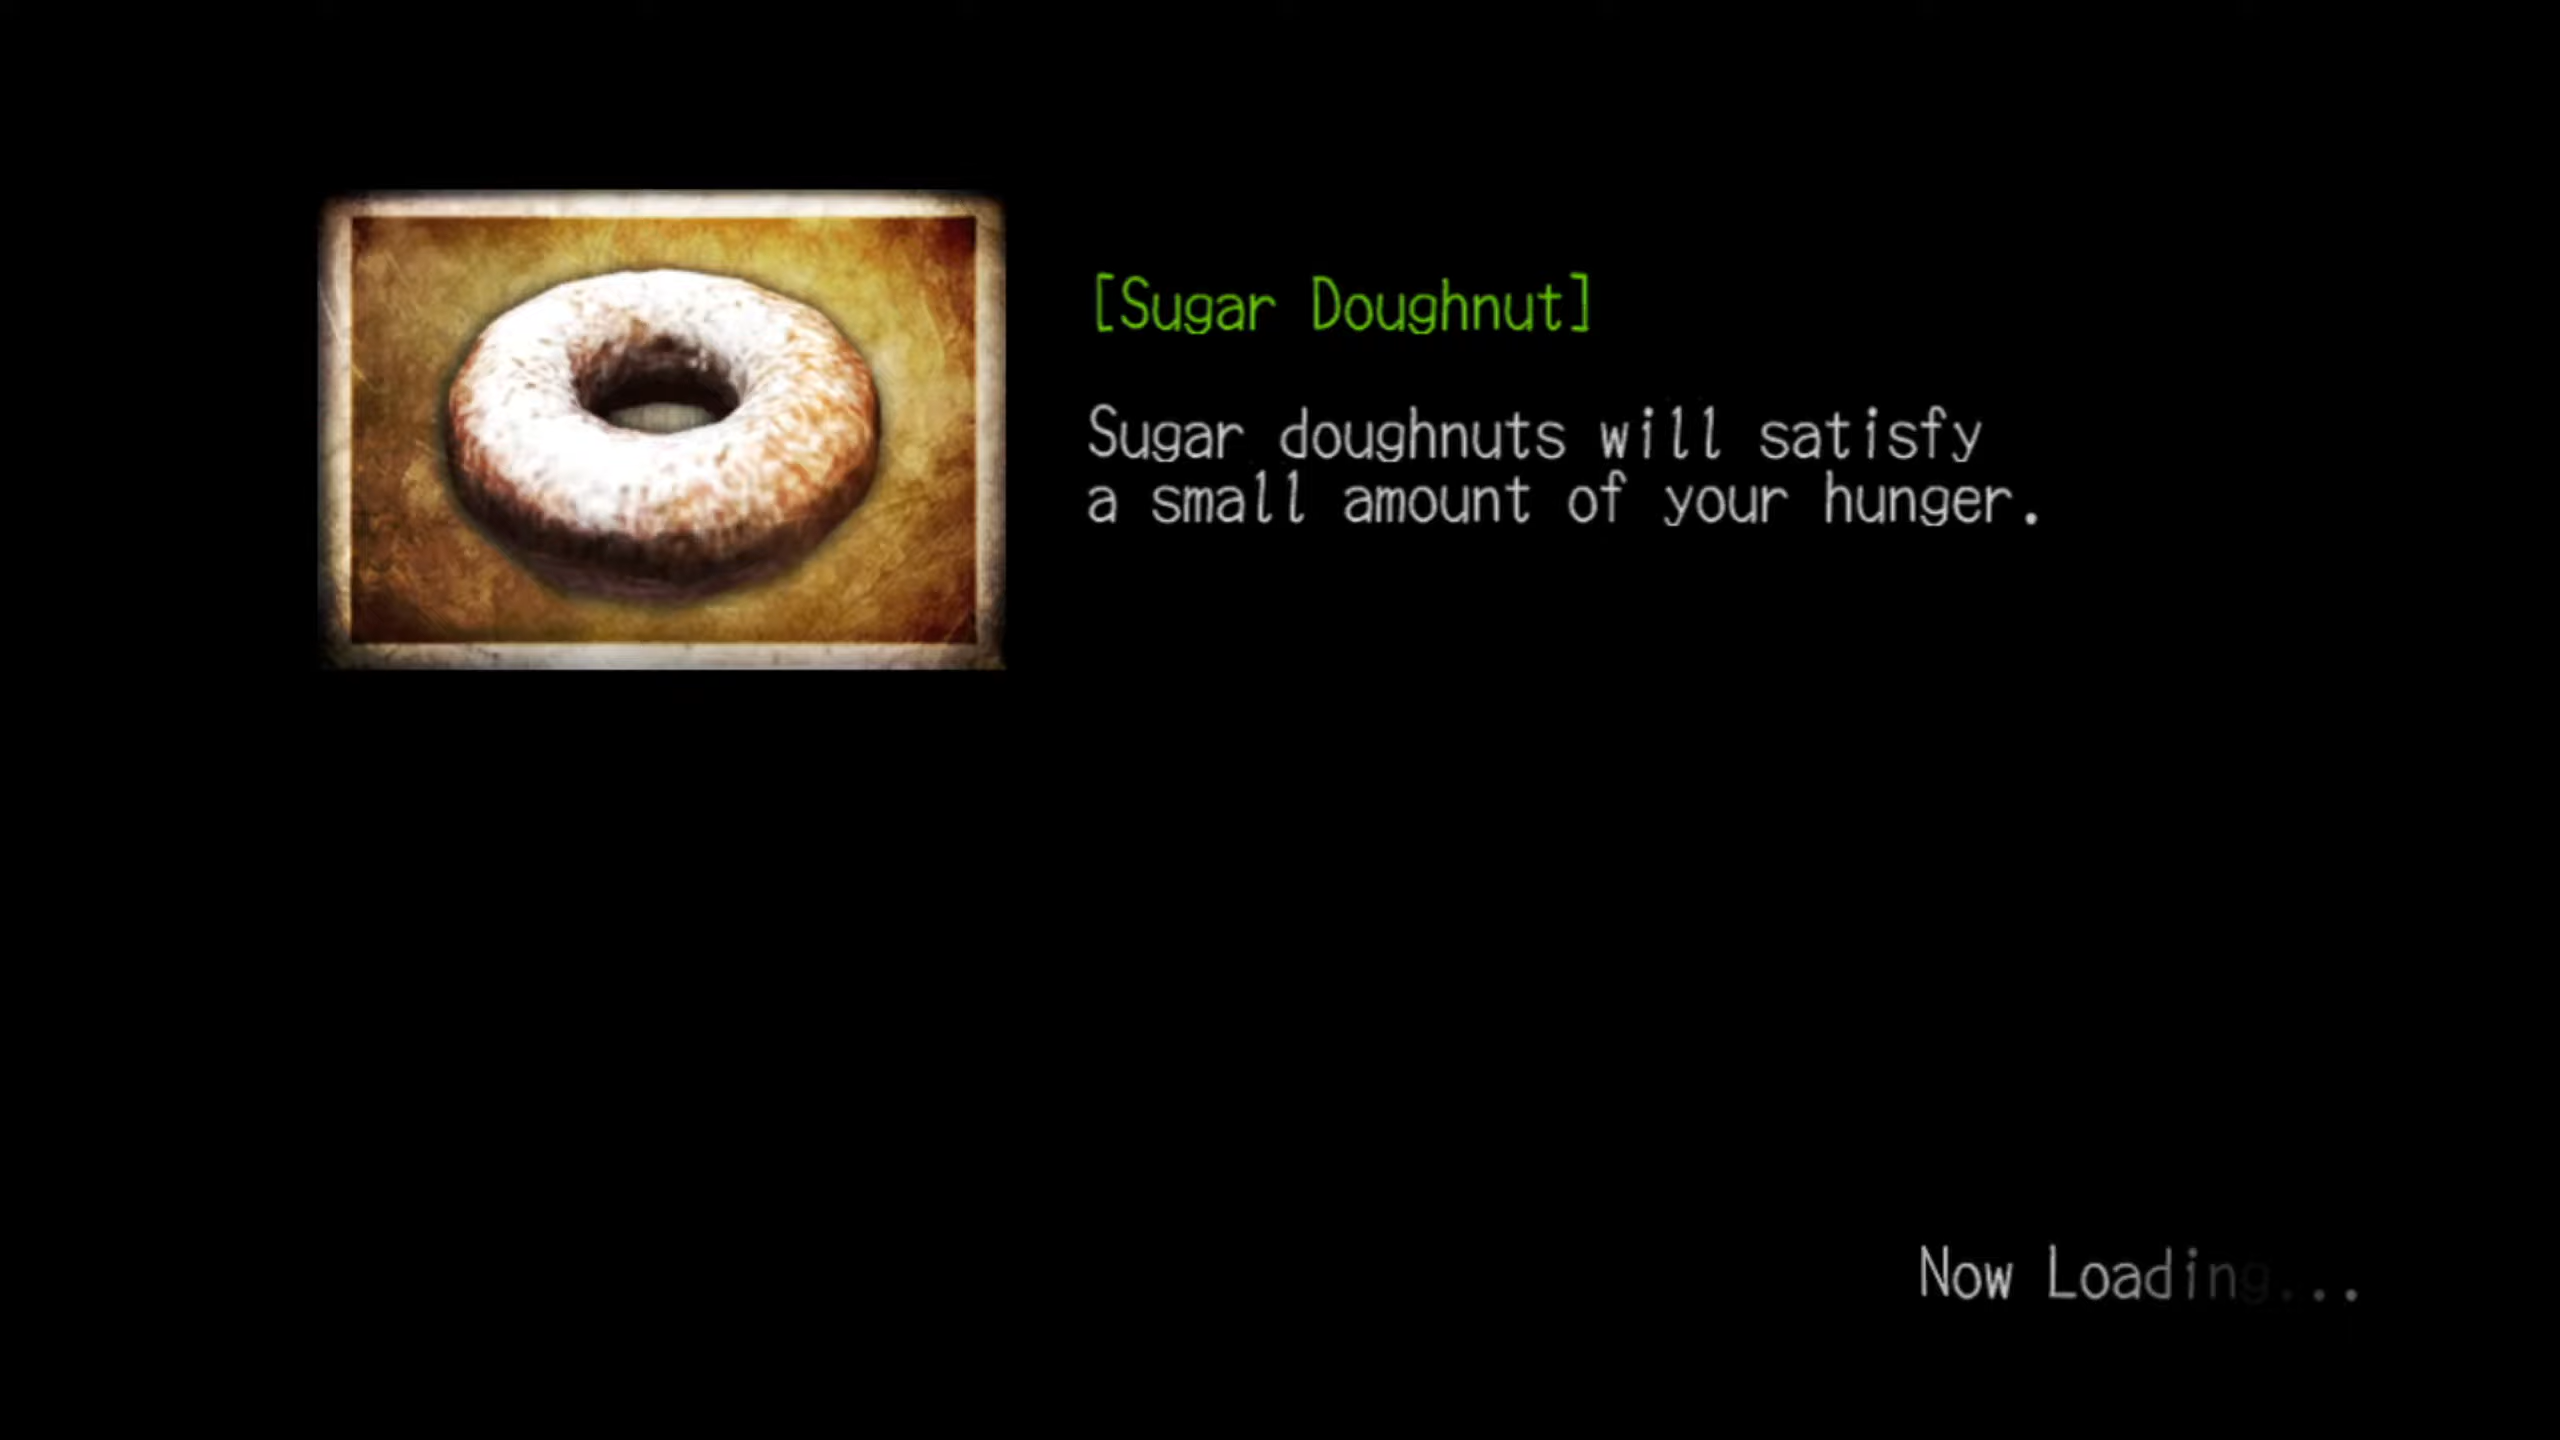 [Sugar Doughnut]
Sugar doughnuts will satisfy
a small amount of your hunger.
Now Loading...